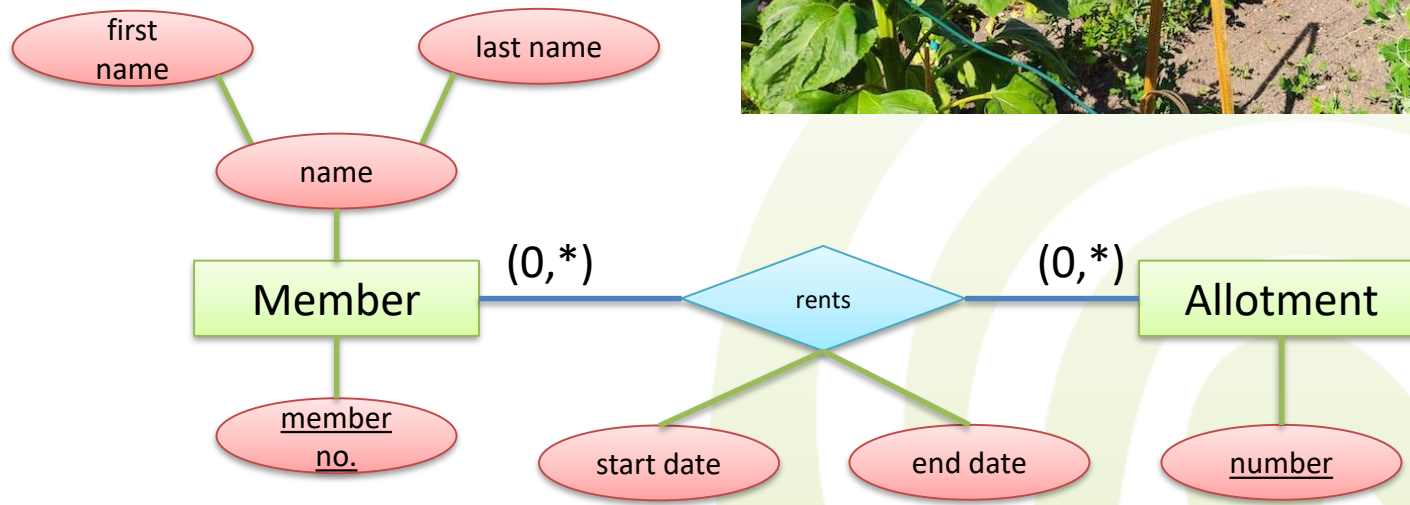 first
name
last name
name
(0,*)
(0,*)
Member
rents
Allotment
member
no.
start date
end date
number